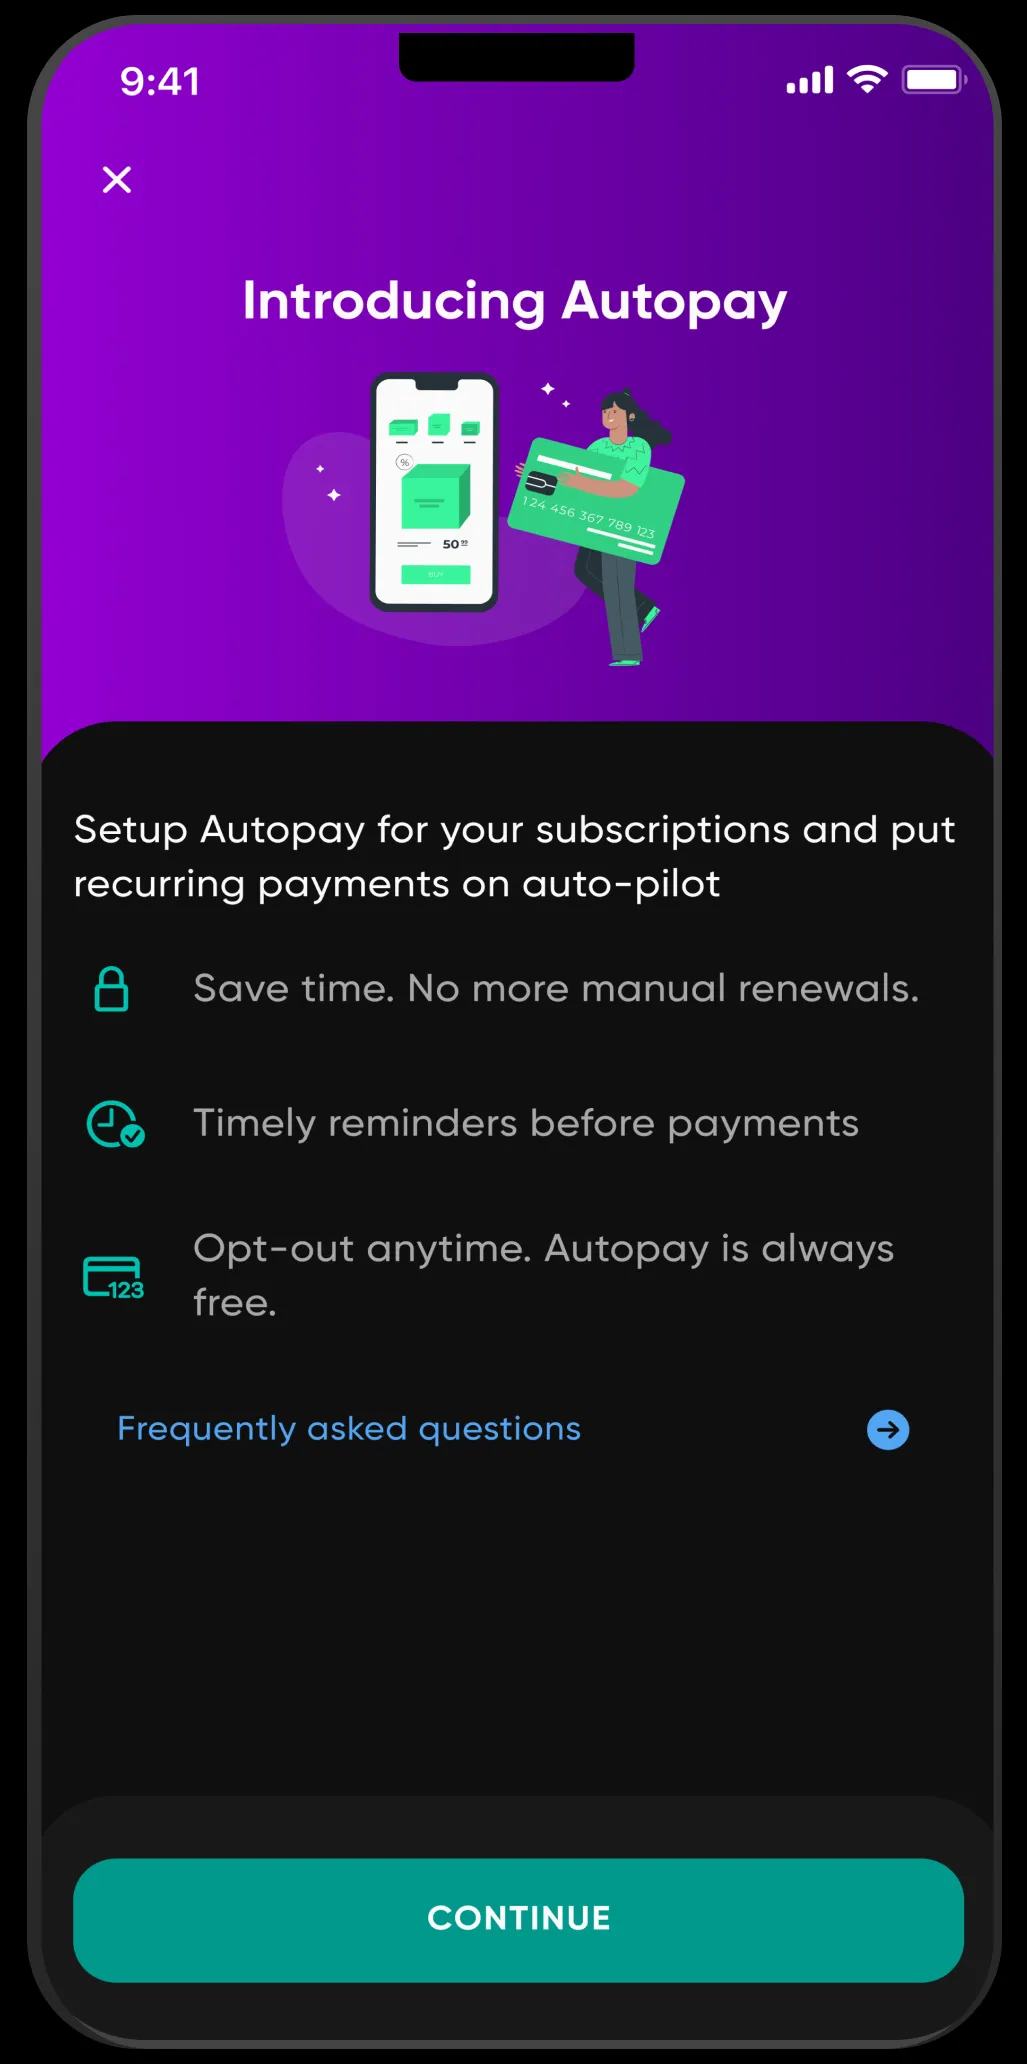 9:41
Introducing Autopay
%
50⁹⁹
BUY
124 456 367 789 123
Setup Autopay for your subscriptions and put
recurring payments on auto-pilot
Save time. No more manual renewals.
Timely reminders before payments
Opt-out anytime. Autopay is always
free.
123
Frequently asked questions
CONTINUE